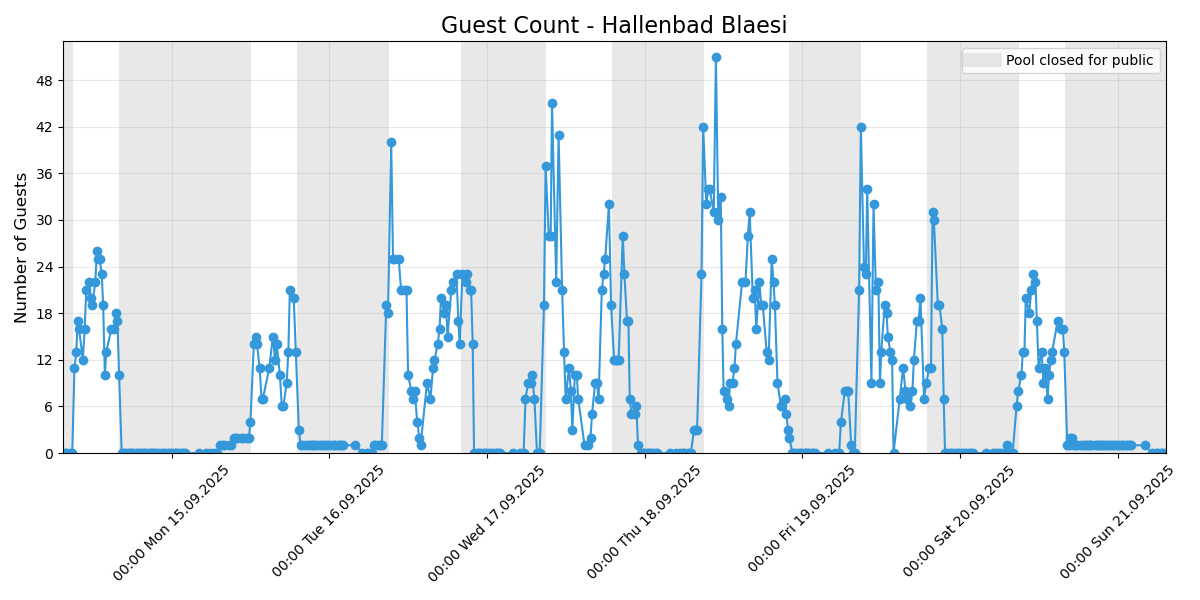 Guest Count - Hallenbad Blaesi
Pool closed for public
Number of Guests
48
42
36
30
24
18
12
6
0
00:00 Mon 15.09.2025
00:00 Tue 16.09.2025
00:00 Wed 17.09.2025
00:00 Thu 18.09.2025
00:00 Fri 19.09.2025
00:00 Sat 20.09.2025
00:00 Sun 21.09.2025